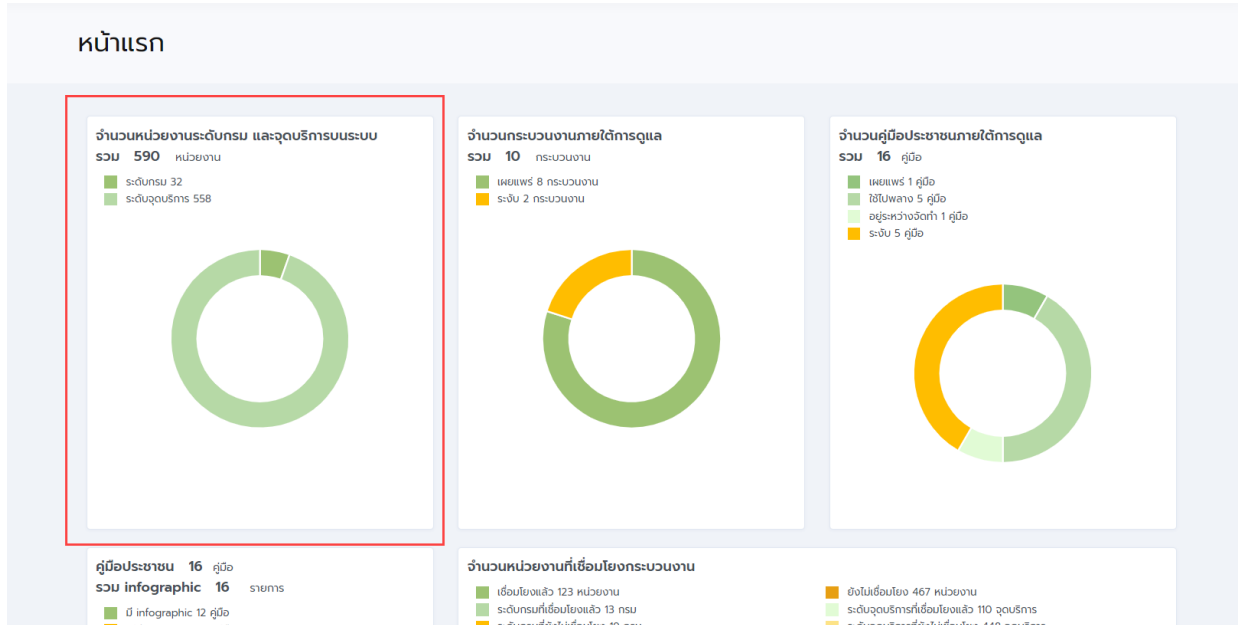 หน้าแรก
จำนวนหน่วยงานระดับกรม และจุดบริการบนระบบ
รวม 590 หน่วยงาน
ระดับกรม 32
ระดับจุดบริการ 558
จำนวนกระบวนงานภายใต้การดูแล
รวม 10 กระบวนงาน
เผยแพร่ 8 กระบวนงาน
ระงับ 2 กระบวนงาน
จำนวนคู่มือประชาชนภายใต้การดูแล
รวม 16 คู่มือ
เผยแพร่ 1 คู่มือ
ใช้ไปพลาง 5 คู่มือ
อยู่ระหว่างจัดทำ 1 คู่มือ
ระงับ 5 คู่มือ
คู่มือประชาชน 16 คู่มือ
รวม infographic 16 รายการ
มี infographic 12 คู่มือ
จำนวนหน่วยงานที่เชื่อมโยงกระบวนงาน
เชื่อมโยงแล้ว 123 หน่วยงาน
ระดับกรมที่เชื่อมโยงแล้ว 13 กรม
ยังไม่เชื่อมโยง 467 หน่วยงาน
ระดับจุดบริการที่เชื่อมโยงแล้ว 110 จุดบริการ